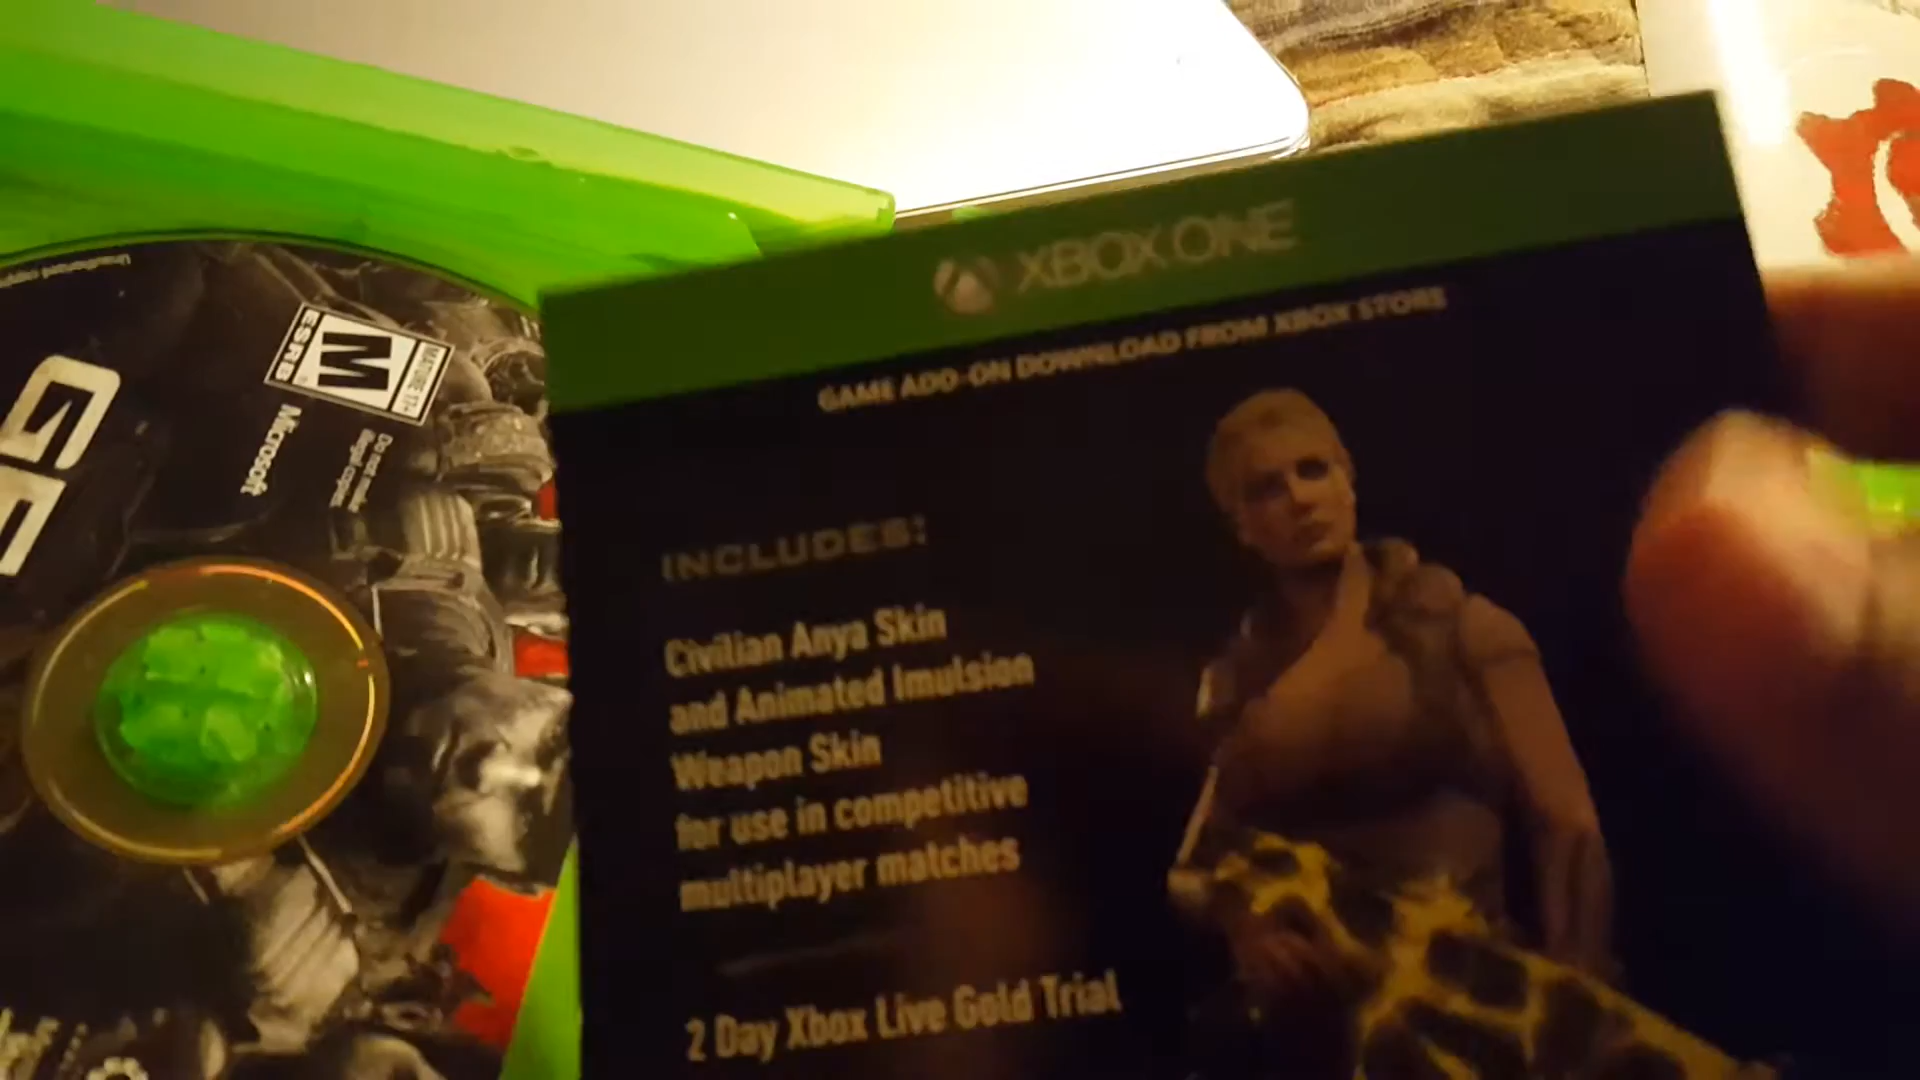 XBOX ONE
GAME ADD-ON DOWNLOAD FROM XBOX STORE
INCLUDES:
Civilian Anya Skin
and Animated Imulsion
Weapon Skin
for use in competitive
multiplayer matches
2 Day Xbox Live Gold Trial
ESRB
M
MATURE 17+
Microsoft
Do not make
illegal copies
Unauthorized
GE